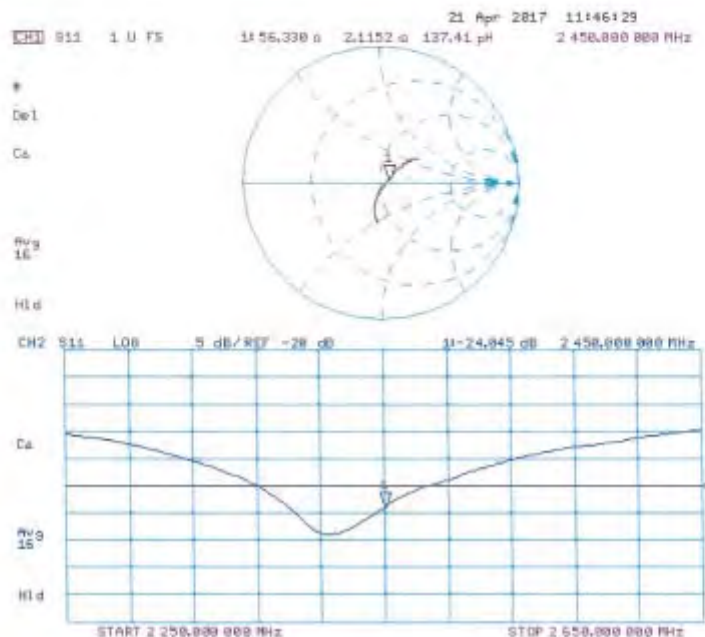 21 Apr 2017 11:46:29
CH1 S11 1 U FS 1: 56.330 Ω 2.1152 Ω 137.41 pH 2 450.000 000 MHz
*
Del
CA
Avg
16
Hld
CH2 S11 LOG 5 dB/REF -20 dB 1:-24.045 dB 2 450.000 000 MHz
CA
Avg
16
Hld
START 2 250.000 000 MHz STOP 2 650.000 000 MHz